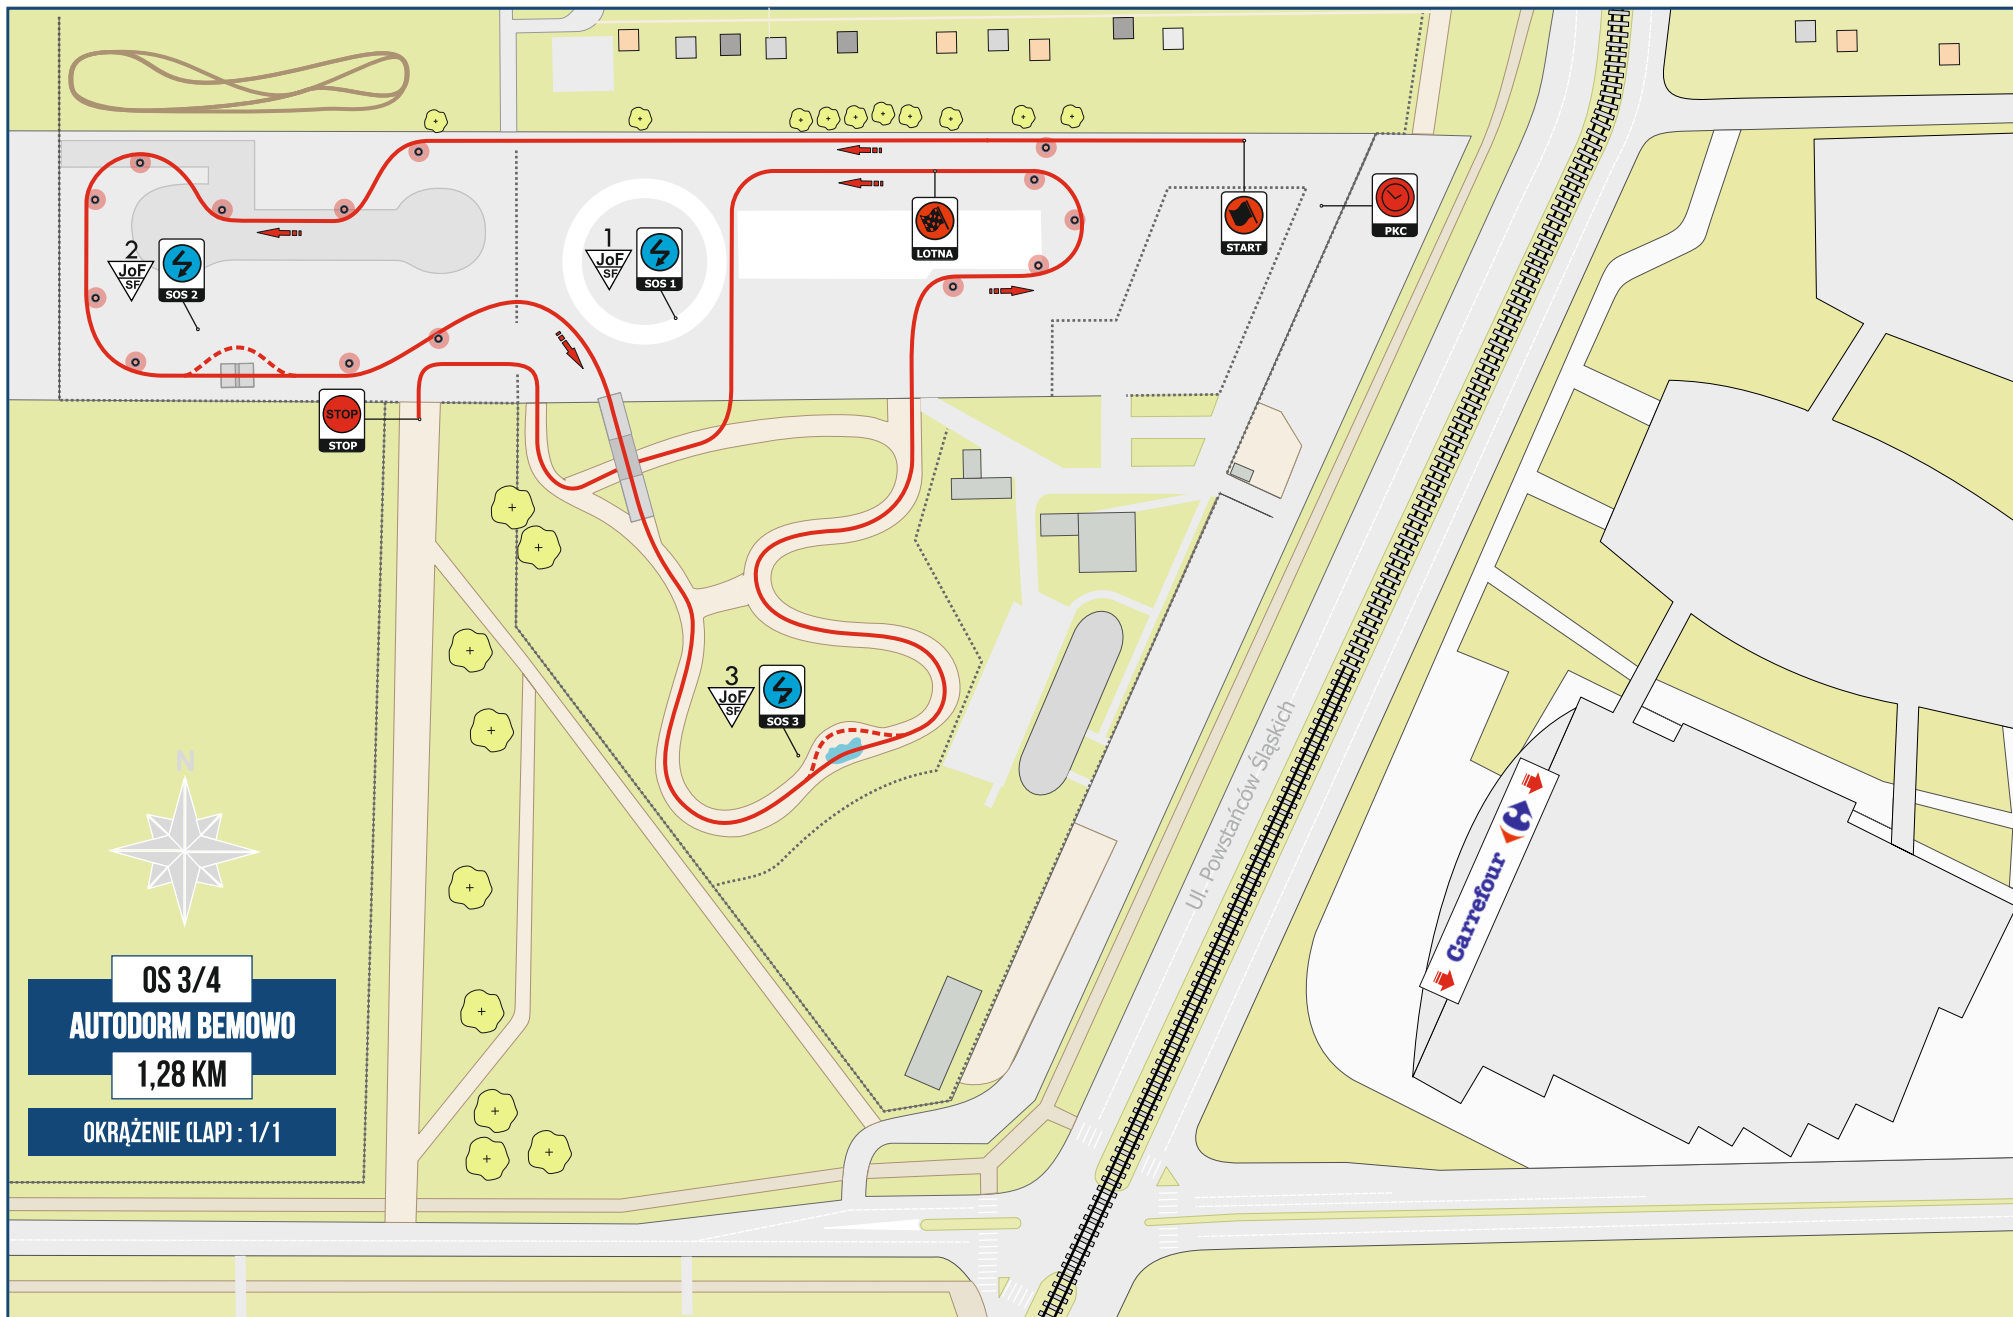 PKC
START
LOTNA
1
JoF
SF
SOS 1
2
JoF
SF
SOS 2
STOP
STOP
3
JoF
SF
SOS 3
Ul. Powstańców Śląskich
Carrefour
N
OS 3/4
AUTODORM BEMOWO
1,28 KM
OKRĄŻENIE (LAP) : 1/1